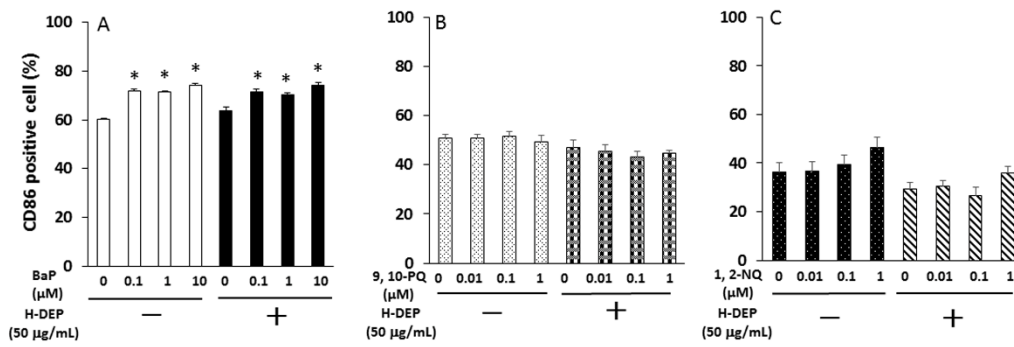 A
CD86 positive cell (%)
100
80
60
40
20
0
* * * * * *
BaP
(μM)
0 0.1 1 10 0 0.1 1 10
H-DEP
(50 μg/mL)
— +
B
100
80
60
40
20
0
9, 10-PQ
(μM)
0 0.01 0.1 1 0 0.01 0.1 1
H-DEP
(50 μg/mL)
— +
C
100
80
60
40
20
0
1, 2-NQ
(μM)
0 0.01 0.1 1 0 0.01 0.1 1
H-DEP
(50 μg/mL)
— +